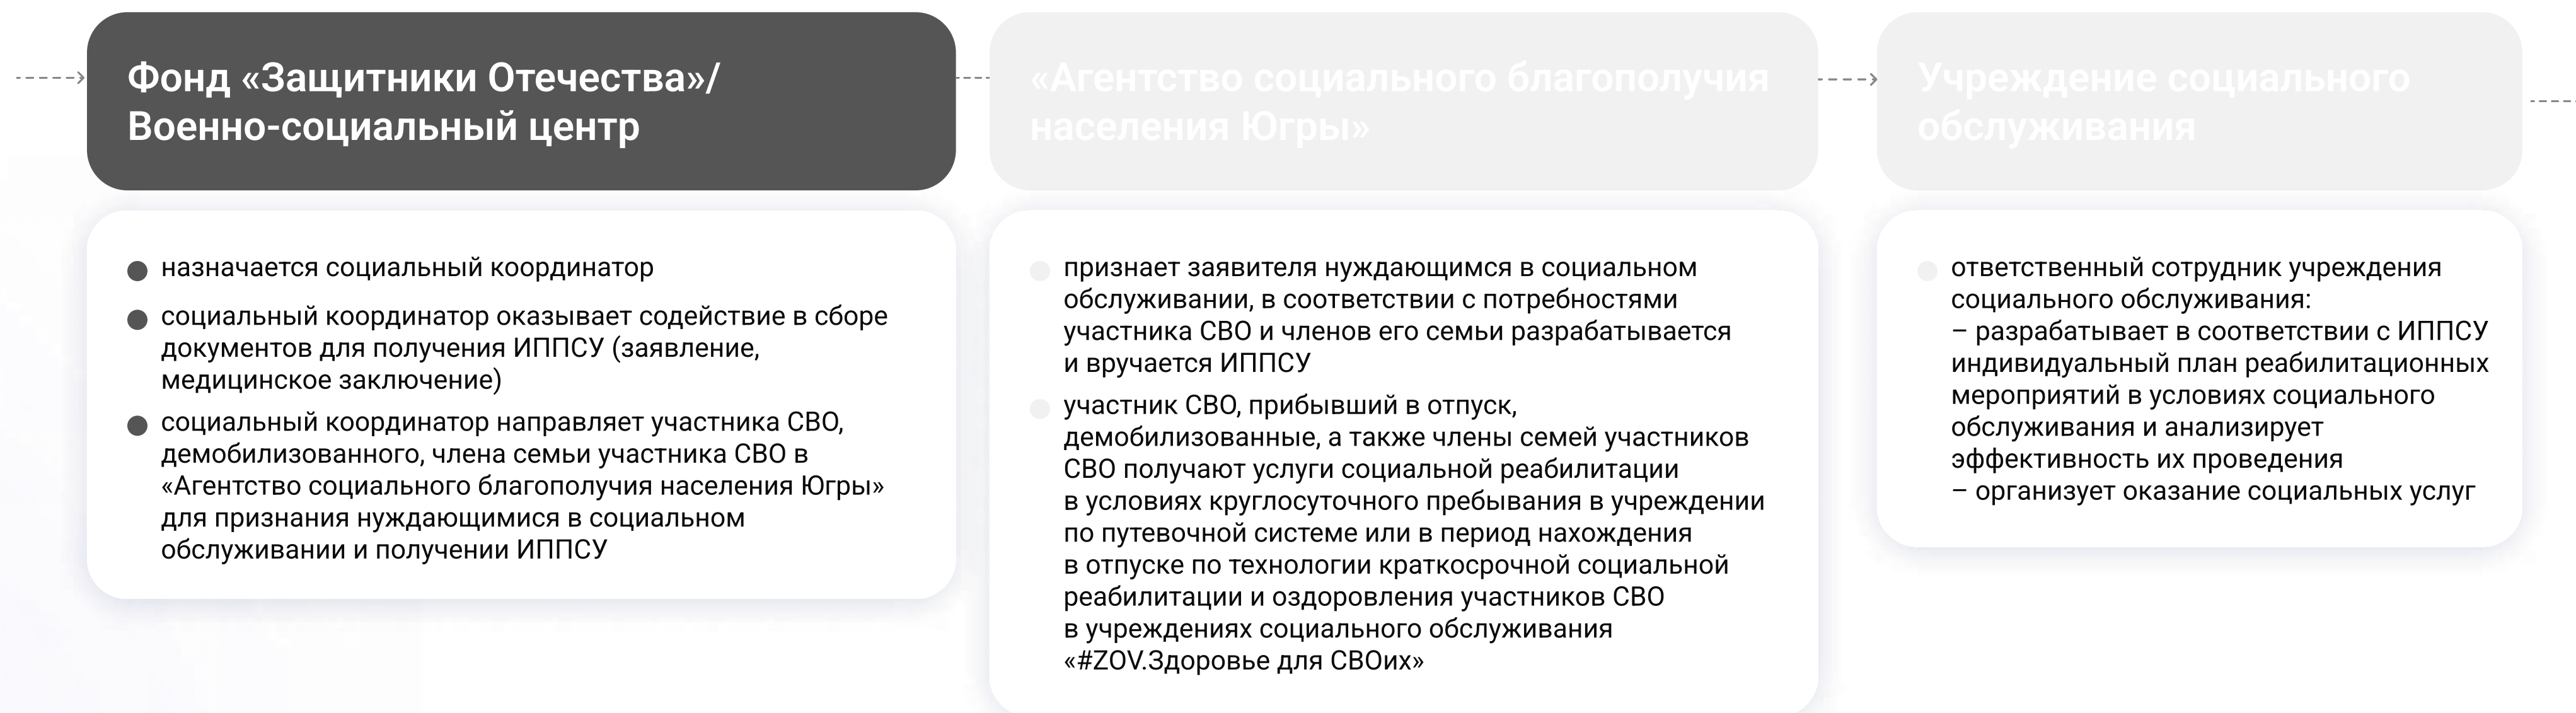 Фонд «Защитники Отечества»/
Военно-социальный центр
назначается социальный координатор
социальный координатор оказывает содействие в сборе
документов для получения ИППСУ (заявление,
медицинское заключение)
социальный координатор направляет участника СВО,
демобилизованного, члена семьи участника СВО в
«Агентство социального благополучия населения Югры»
для признания нуждающимися в социальном
обслуживании и получении ИППСУ
«Агентство социального благополучия
населения Югры»
признает заявителя нуждающимся в социальном
обслуживании, в соответствии с потребностями
участника СВО и членов его семьи разрабатывается
и вручается ИППСУ
участник СВО, прибывший в отпуск,
демобилизованные, а также члены семей участников
СВО получают услуги социальной реабилитации
в условиях круглосуточного пребывания в учреждении
по путевочной системе или в период нахождения
в отпуске по технологии краткосрочной социальной
реабилитации и оздоровления участников СВО
в учреждениях социального обслуживания
«#ZOV.Здоровье для СВОих»
Учреждение социального
обслуживания
ответственный сотрудник учреждения
социального обслуживания:
– разрабатывает в соответствии с ИППСУ
индивидуальный план реабилитационных
мероприятий в условиях социального
обслуживания и анализирует
эффективность их проведения
– организует оказание социальных услуг